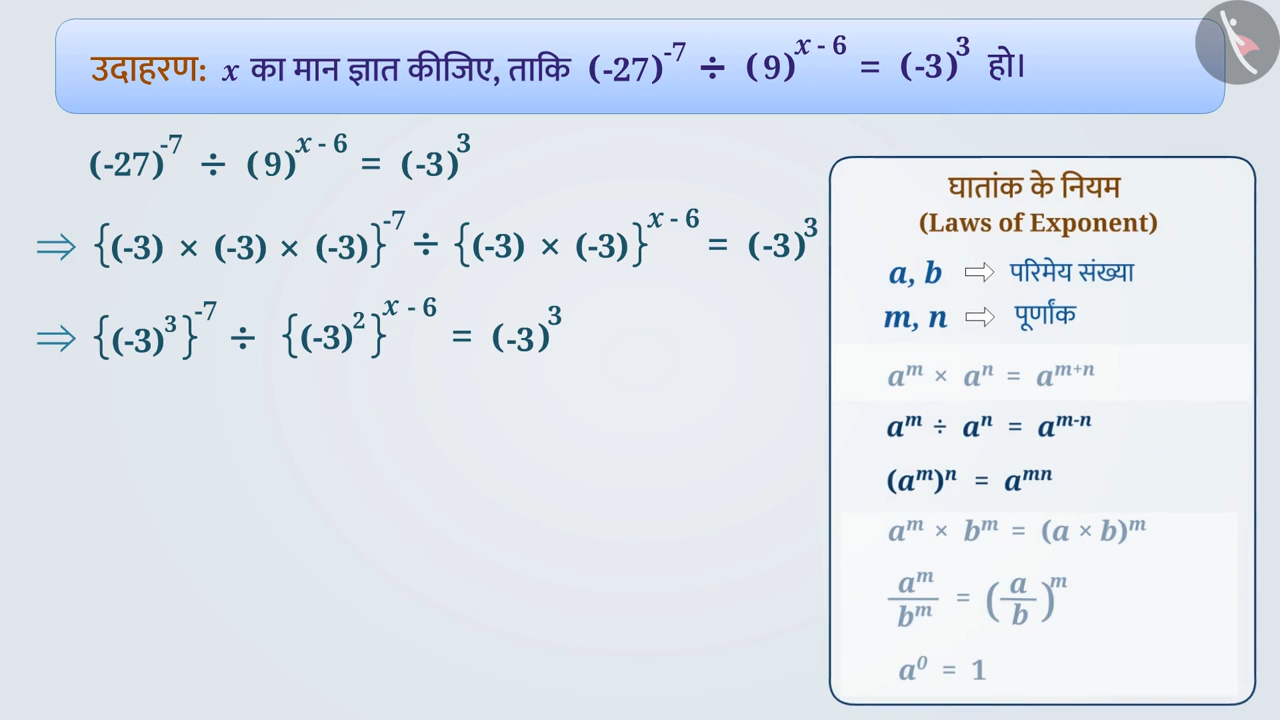 उदाहरण: x का मान ज्ञात कीजिए, ताकि (-27)^-7 ÷ (9)^x - 6 = (-3)^3 हो।
(-27)^-7 ÷ (9)^x - 6 = (-3)^3
⇒ {(-3) × (-3) × (-3)}^-7 ÷ {(-3) × (-3)}^x - 6 = (-3)^3
⇒ {(-3)^3}^-7 ÷ {(-3)^2}^x - 6 = (-3)^3
घातांक के नियम
(Laws of Exponent)
a, b ⇨ परिमेय संख्या
m, n ⇨ पूर्णांक
a^m × a^n = a^m+n
a^m ÷ a^n = a^m-n
(a^m)^n = a^mn
a^m × b^m = (a × b)^m
a^m/b^m = (a/b)^m
a^0 = 1